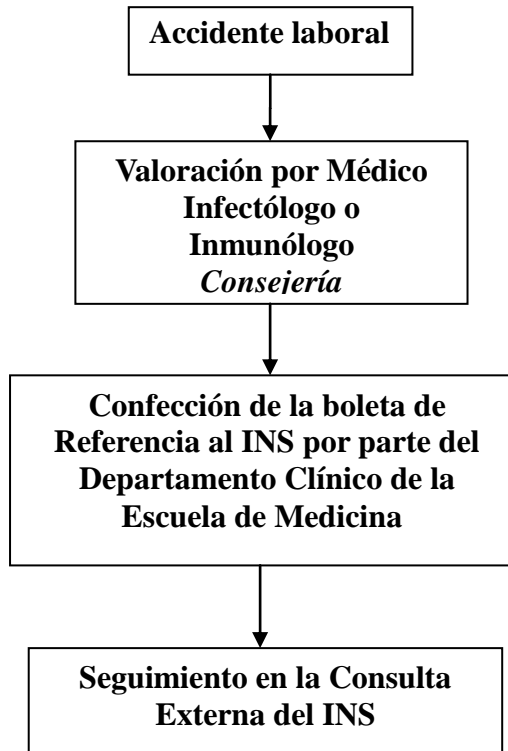 Accidente laboral
Valoración por Médico
Infectólogo o
Inmunólogo
Consejería
Confección de la boleta de
Referencia al INS por parte del
Departamento Clínico de la
Escuela de Medicina
Seguimiento en la Consulta
Externa del INS